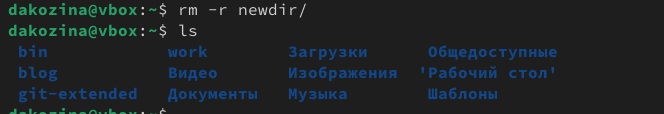 dakozina@vbox:~$ rm -r newdir/
dakozina@vbox:~$ ls
bin work Загрузки Общедоступные
blog Видео Изображения 'Рабочий стол'
git-extended Документы Музыка Шаблоны
dakozina@vbox:~$